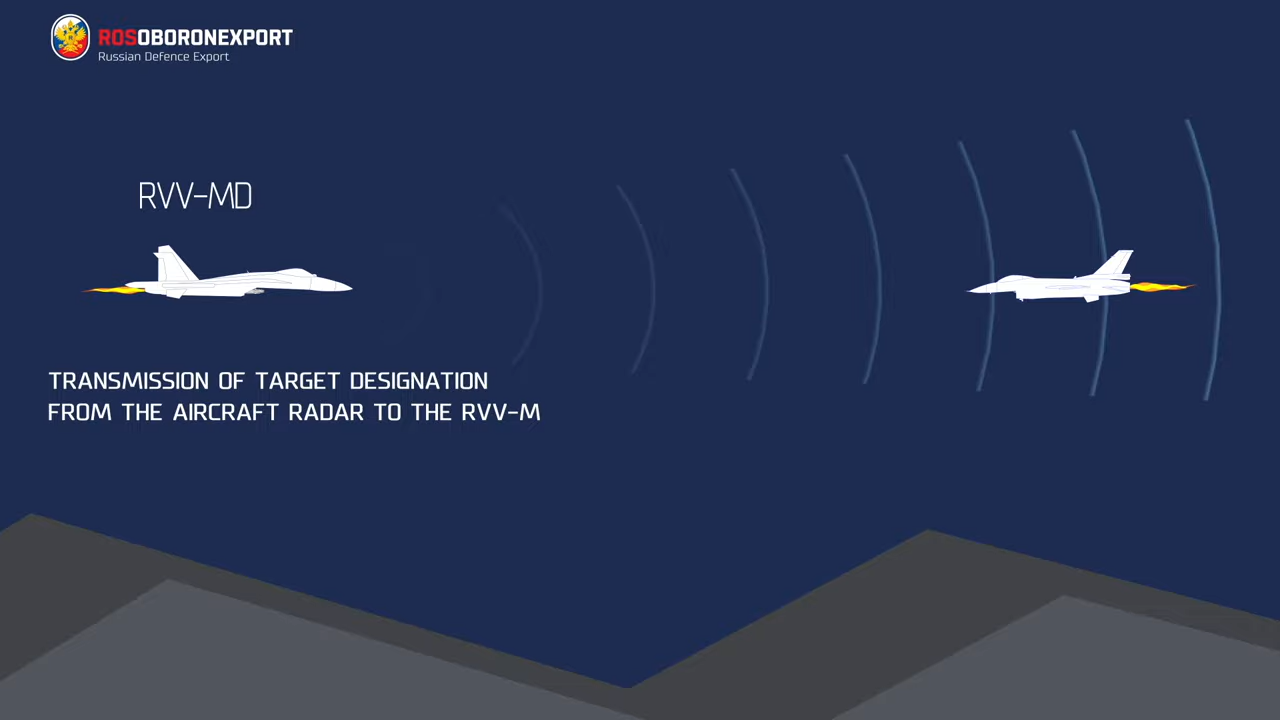 ROSOBORONEXPORT
Russian Defence Export
RVV-MD
TRANSMISSION OF TARGET DESIGNATION
FROM THE AIRCRAFT RADAR TO THE RVV-M